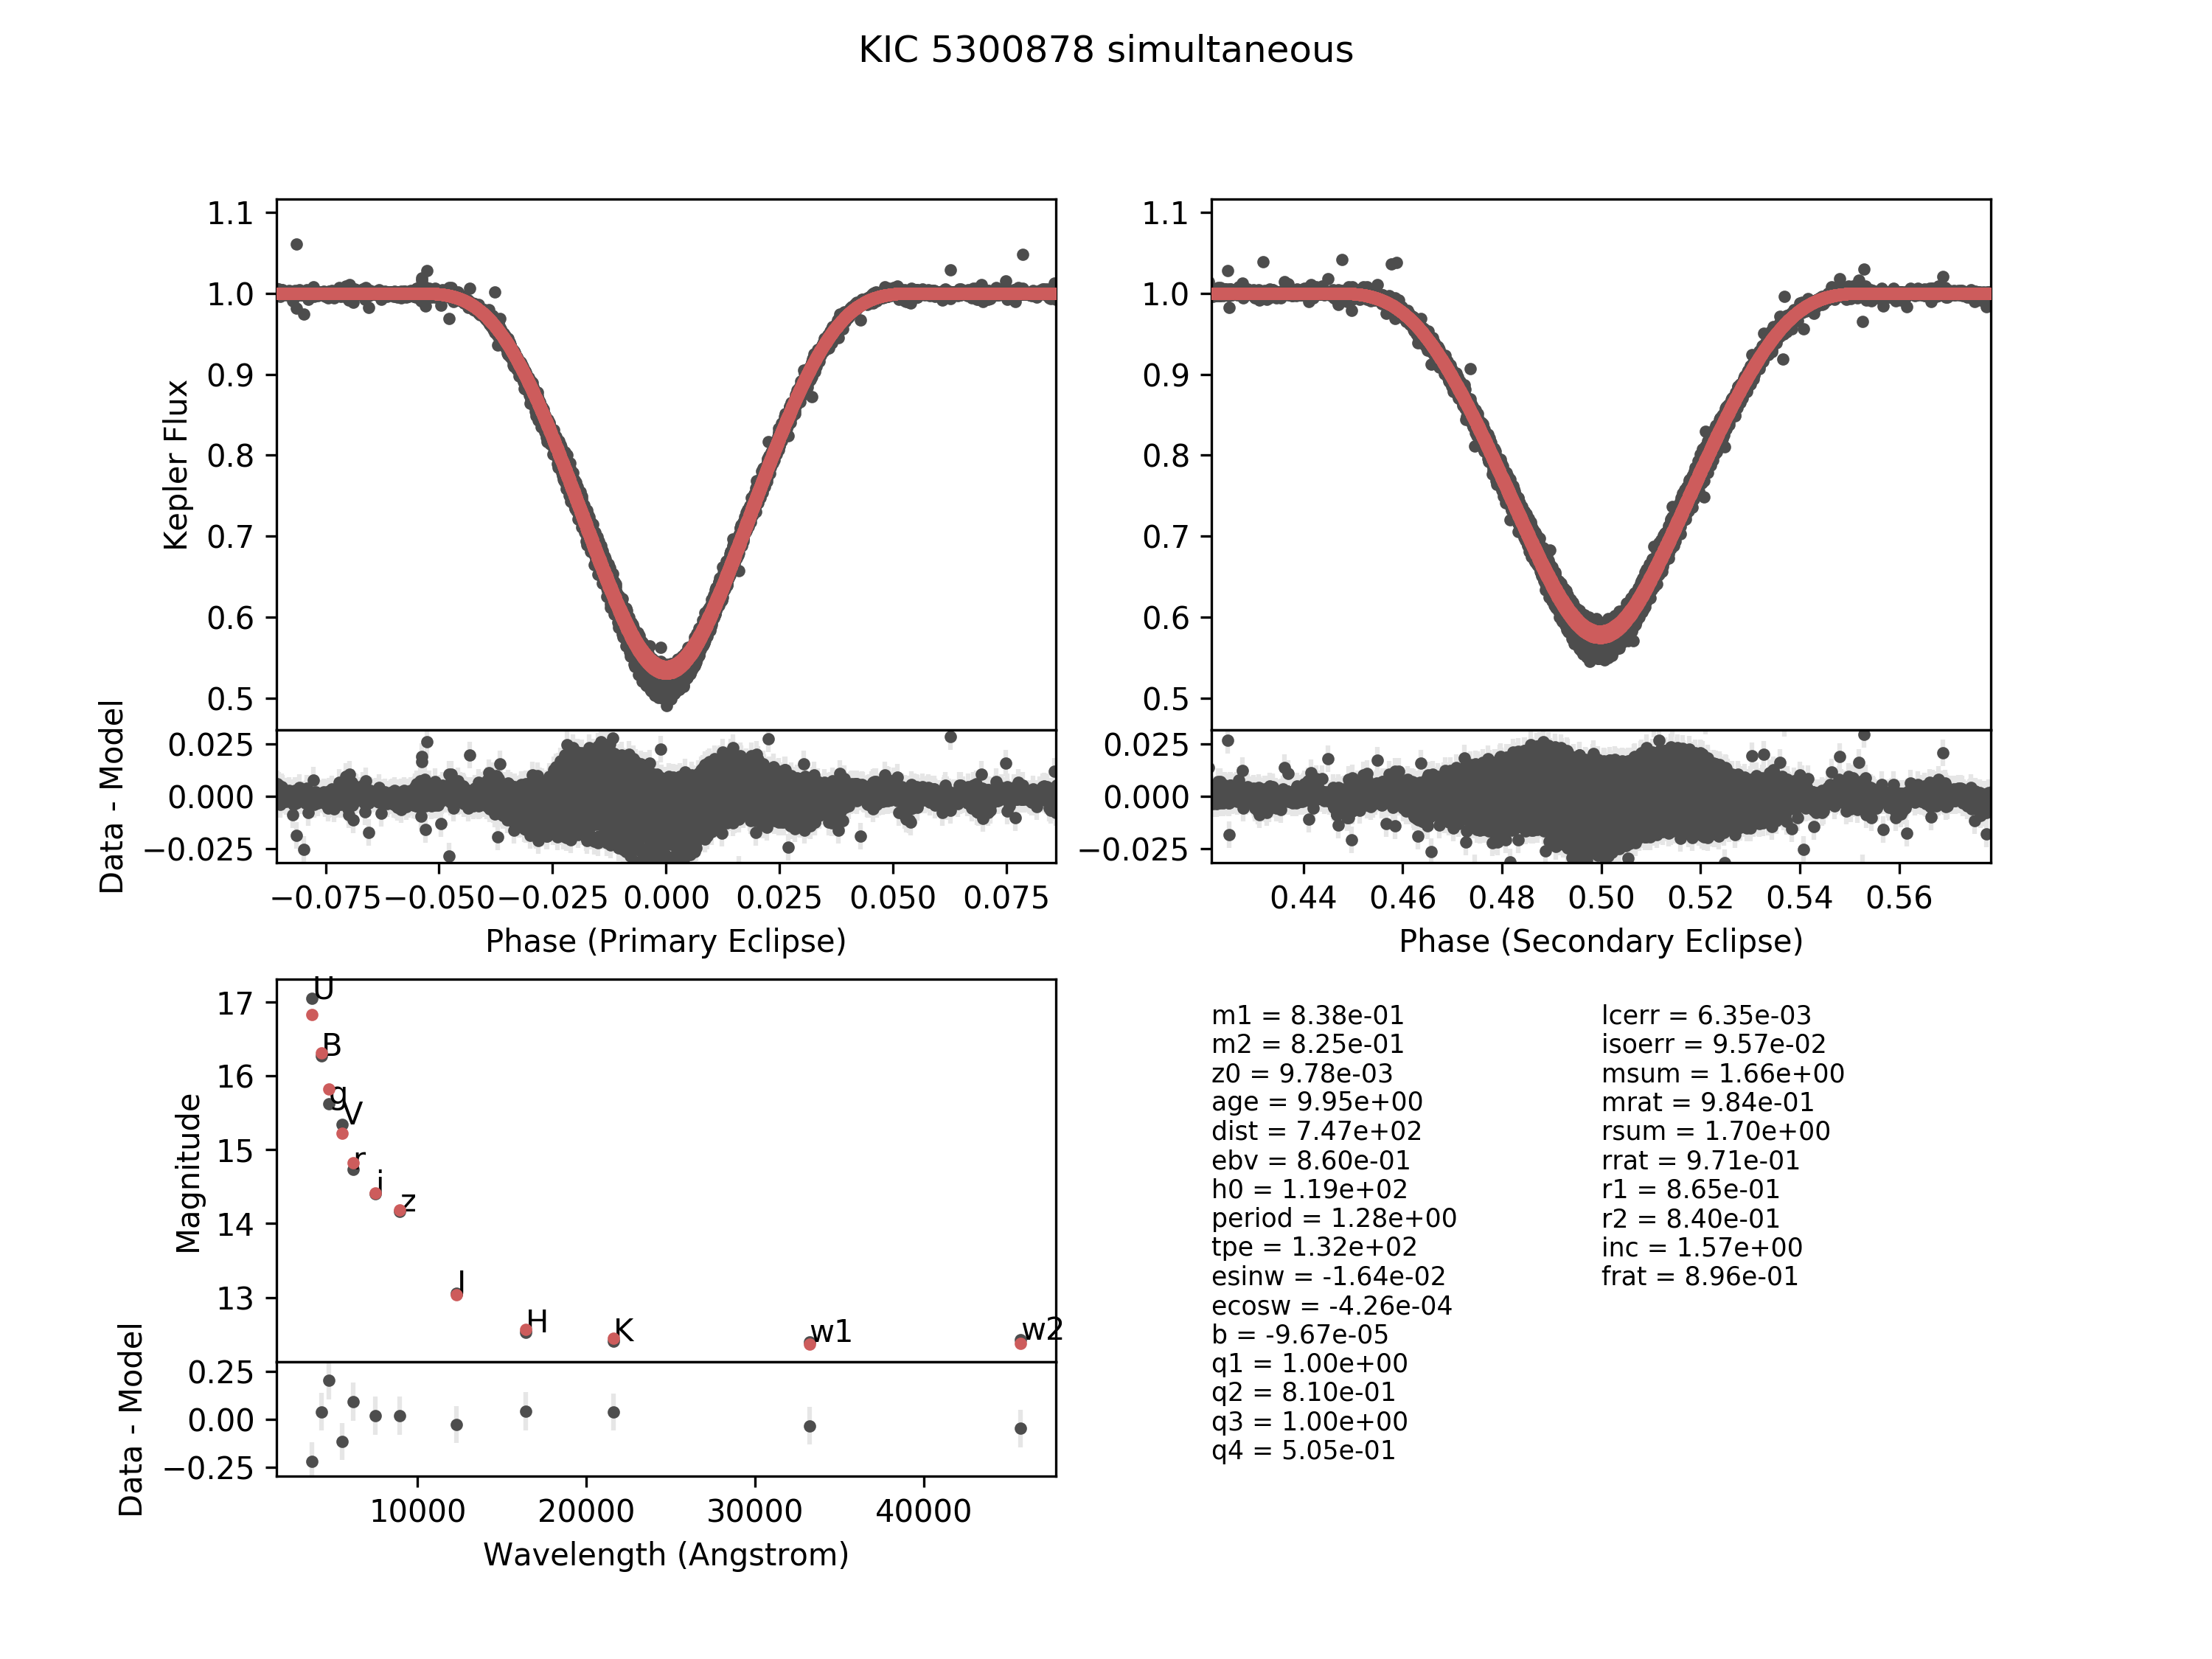 KIC 5300878 simultaneous
1.1
1.0
0.9
0.8
0.7
0.6
0.5
Kepler Flux
0.025
0.000
−0.025
Data - Model
−0.075 −0.050 −0.025 0.000 0.025 0.050 0.075
Phase (Primary Eclipse)
1.1
1.0
0.9
0.8
0.7
0.6
0.5
0.025
0.000
−0.025
0.44 0.46 0.48 0.50 0.52 0.54 0.56
Phase (Secondary Eclipse)
17
16
15
14
13
Magnitude
U
B
g
V
r
i
z
J
H
K
w1
w2
0.25
0.00
−0.25
Data - Model
10000 20000 30000 40000
Wavelength (Angstrom)
m1 = 8.38e-01
m2 = 8.25e-01
z0 = 9.78e-03
age = 9.95e+00
dist = 7.47e+02
ebv = 8.60e-01
h0 = 1.19e+02
period = 1.28e+00
tpe = 1.32e+02
esinw = -1.64e-02
ecosw = -4.26e-04
b = -9.67e-05
q1 = 1.00e+00
q2 = 8.10e-01
q3 = 1.00e+00
q4 = 5.05e-01
lcerr = 6.35e-03
isoerr = 9.57e-02
msum = 1.66e+00
mrat = 9.84e-01
rsum = 1.70e+00
rrat = 9.71e-01
r1 = 8.65e-01
r2 = 8.40e-01
inc = 1.57e+00
frat = 8.96e-01